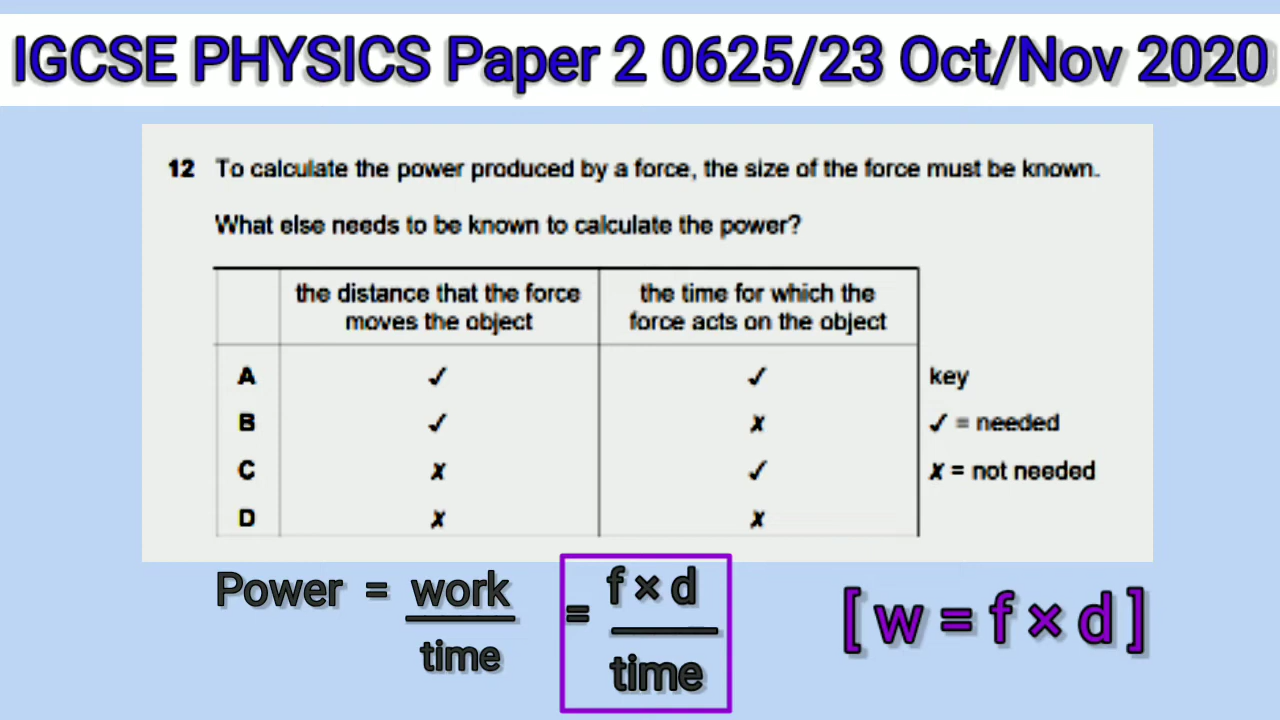 IGCSE PHYSICS Paper 2 0625/23 Oct/Nov 2020
12 To calculate the power produced by a force, the size of the force must be known.
What else needs to be known to calculate the power?
the distance that the force moves the object
the time for which the force acts on the object
A ✓ ✓ key
B ✓ ✗ ✓ = needed
C ✗ ✓ ✗ = not needed
D ✗ ✗
Power = work / time = f × d / time
[ w = f × d ]